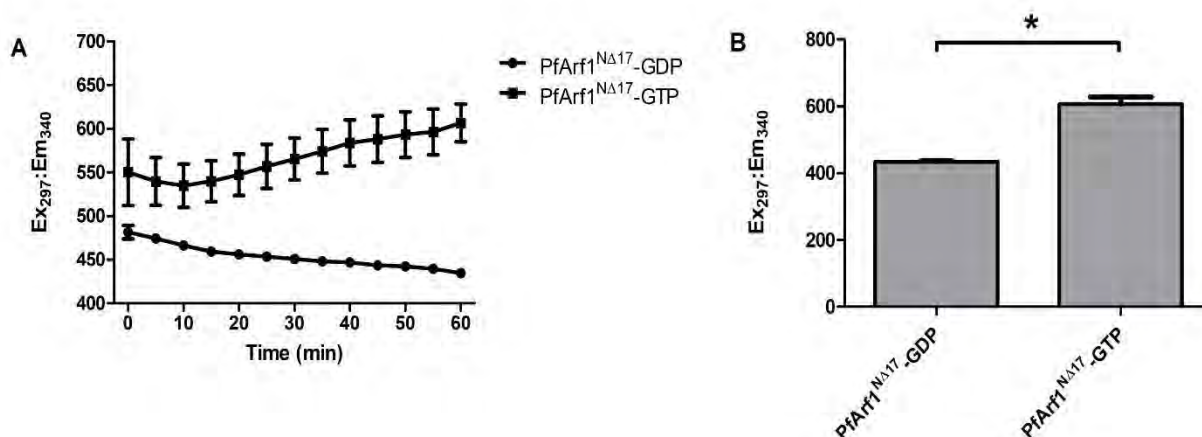 A
700
650
600
550
500
450
400
Ex297:Em340
0 10 20 30 40 50 60
Time (min)
PfArf1NΔ17-GDP
PfArf1NΔ17-GTP
B
*
800
600
400
200
0
Ex297:Em340
PfArf1NΔ17-GDP
PfArf1NΔ17-GTP